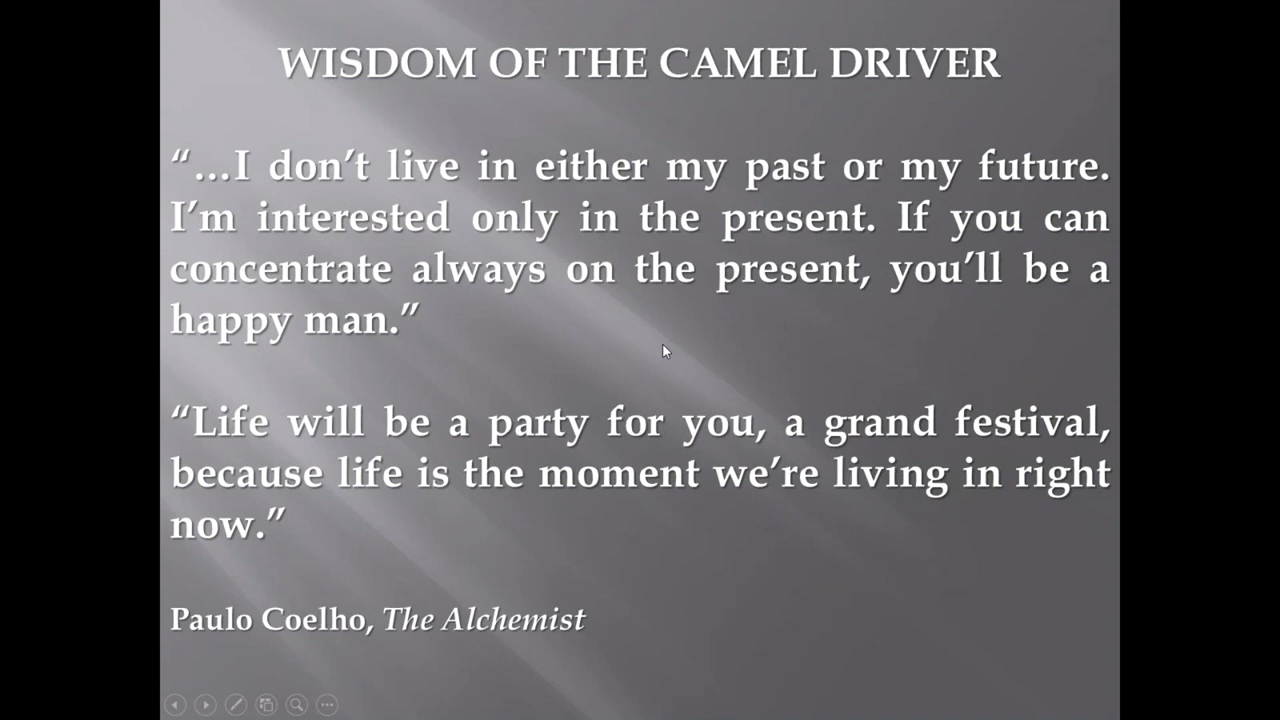 WISDOM OF THE CAMEL DRIVER
“…I don’t live in either my past or my future.
I’m interested only in the present. If you can
concentrate always on the present, you’ll be a
happy man.”
“Life will be a party for you, a grand festival,
because life is the moment we’re living in right
now.”
Paulo Coelho, The Alchemist